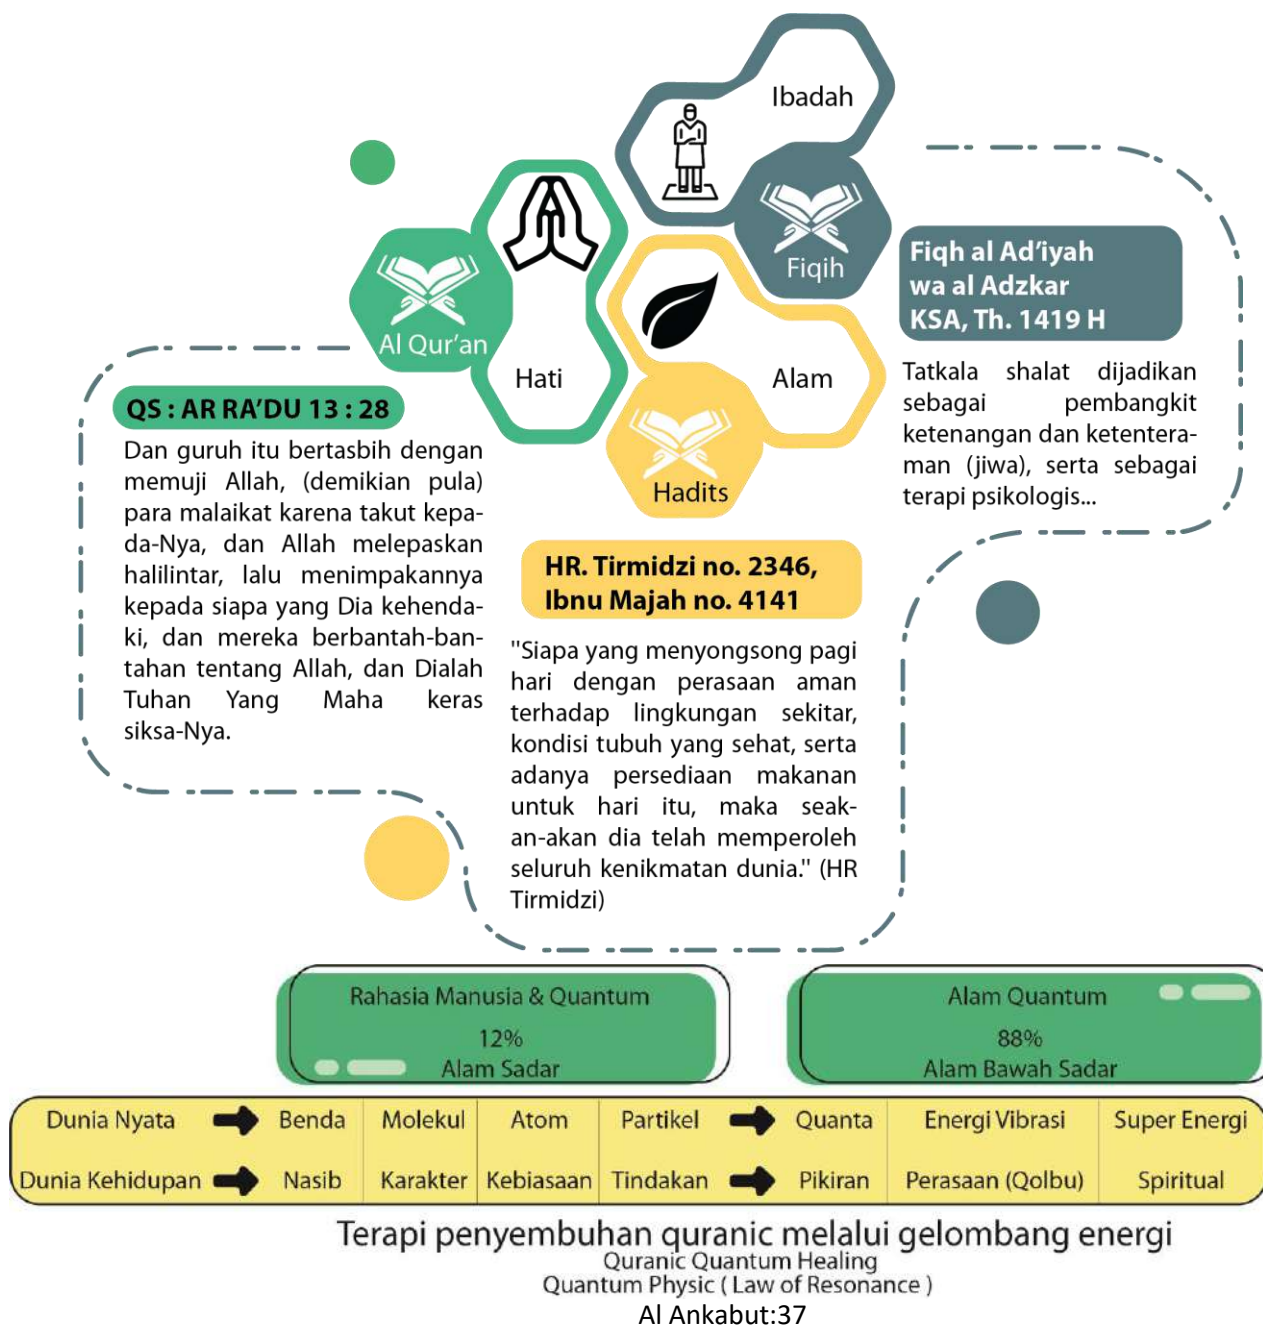 Ibadah
Fiqih
Al Qur'an
Hati
Alam
Hadits
QS : AR RA'DU 13 : 28
Dan guruh itu bertasbih dengan
memuji Allah, (demikian pula)
para malaikat karena takut kepa-
da-Nya, dan Allah melepaskan
halilintar, lalu menimpakannya
kepada siapa yang Dia kehenda-
ki, dan mereka berbantah-ban-
tahan tentang Allah, dan Dialah
Tuhan Yang Maha keras
siksa-Nya.
HR. Tirmidzi no. 2346,
Ibnu Majah no. 4141
"Siapa yang menyongsong pagi
hari dengan perasaan aman
terhadap lingkungan sekitar,
kondisi tubuh yang sehat, serta
adanya persediaan makanan
untuk hari itu, maka seak-
an-akan dia telah memperoleh
seluruh kenikmatan dunia." (HR
Tirmidzi)
Fiqh al Ad'iyah
wa al Adzkar
KSA, Th. 1419 H
Tatkala shalat dijadikan
sebagai pembangkit
ketenangan dan ketentera-
man (jiwa), serta sebagai
terapi psikologis...
Rahasia Manusia & Quantum
12%
Alam Sadar
Alam Quantum
88%
Alam Bawah Sadar
Dunia Nyata Benda Molekul Atom Partikel Quanta Energi Vibrasi Super Energi
Dunia Kehidupan Nasib Karakter Kebiasaan Tindakan Pikiran Perasaan (Qolbu) Spiritual
Terapi penyembuhan quranic melalui gelombang energi
Quranic Quantum Healing
Quantum Physic ( Law of Resonance )
Al Ankabut:37